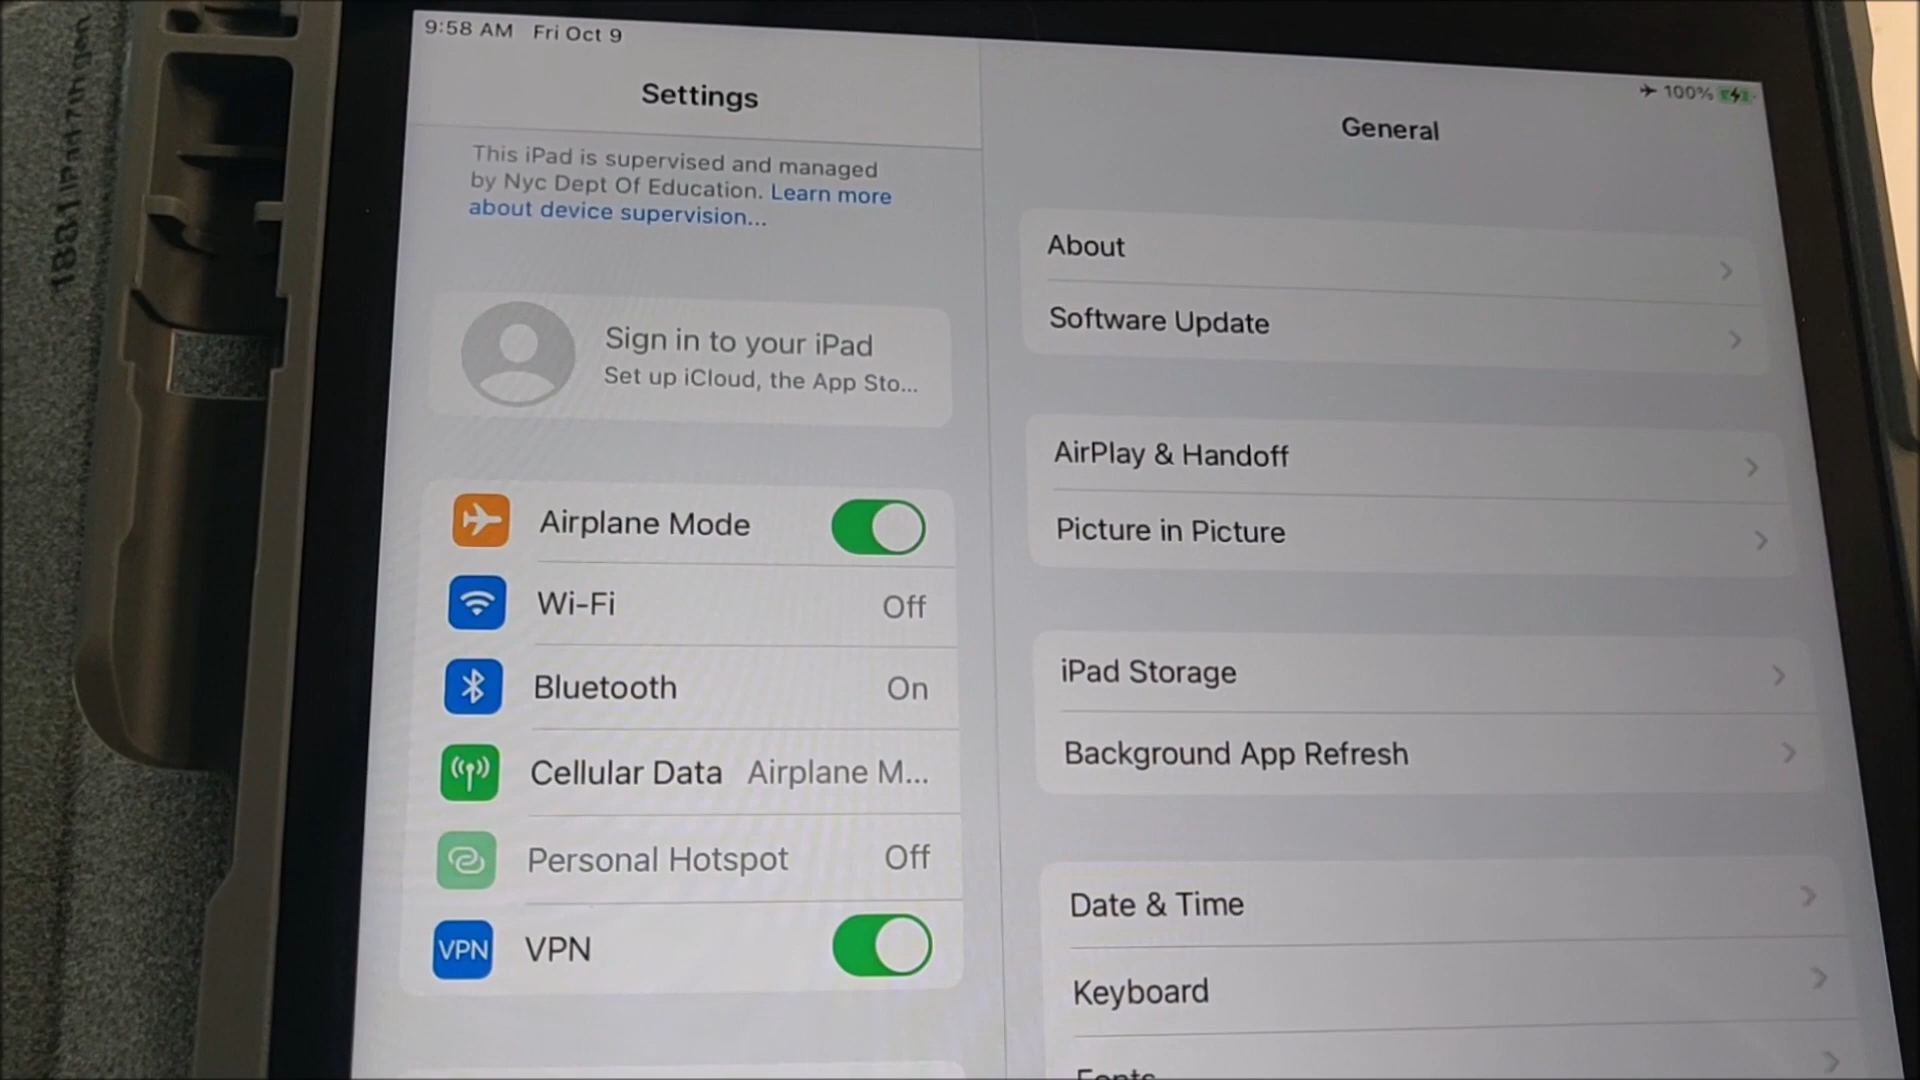 9:58 AM Fri Oct 9
100%
Settings
This iPad is supervised and managed
by Nyc Dept Of Education. Learn more
about device supervision...
Sign in to your iPad
Set up iCloud, the App Sto...
Airplane Mode
Wi-Fi Off
Bluetooth On
Cellular Data Airplane M...
Personal Hotspot Off
VPN VPN
General
About
Software Update
AirPlay & Handoff
Picture in Picture
iPad Storage
Background App Refresh
Date & Time
Keyboard
Fonts